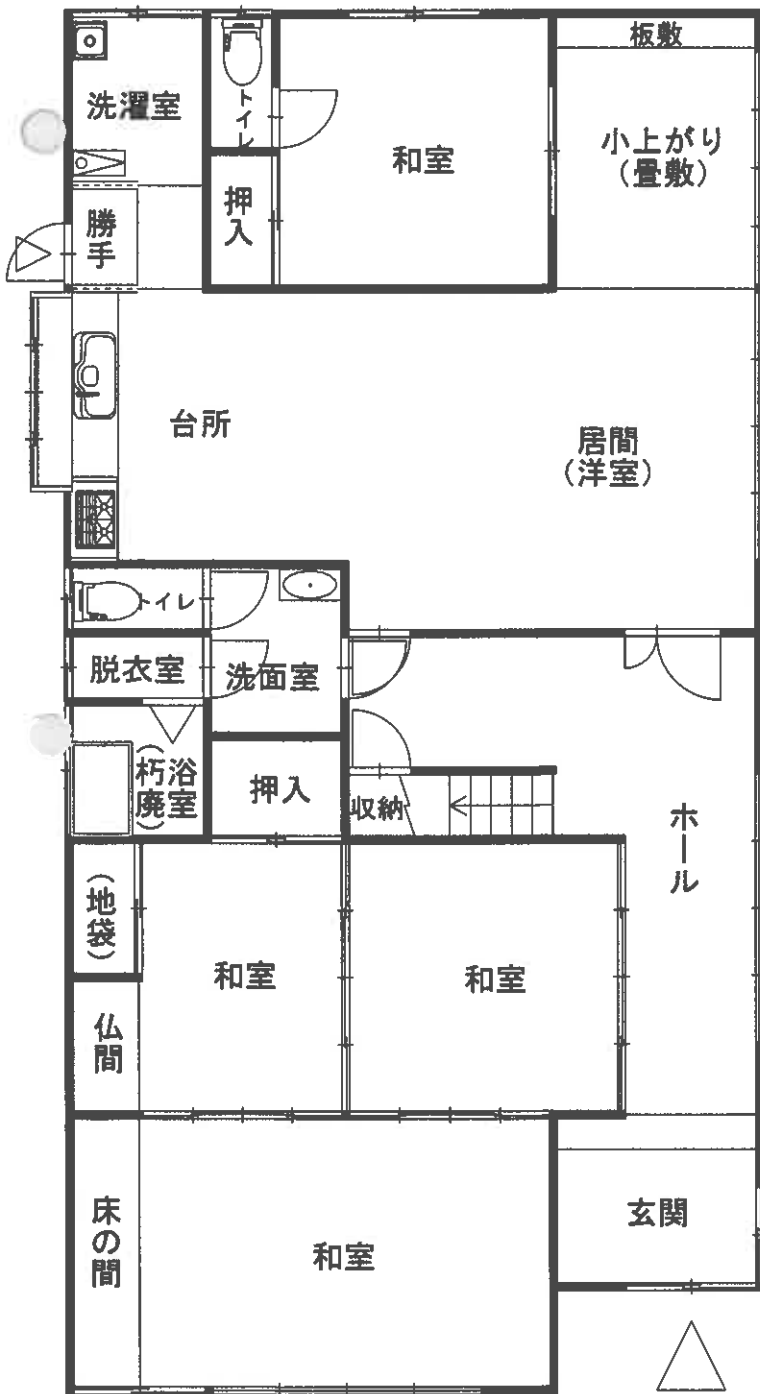 板敷
洗濯室
トイレ
和室
小上がり
(畳敷)
押入
勝手
台所
居間
(洋室)
トイレ
脱衣室
洗面室
浴室
(朽廃)
押入
収納
ホール
(地袋)
和室
和室
仏間
床の間
和室
玄関